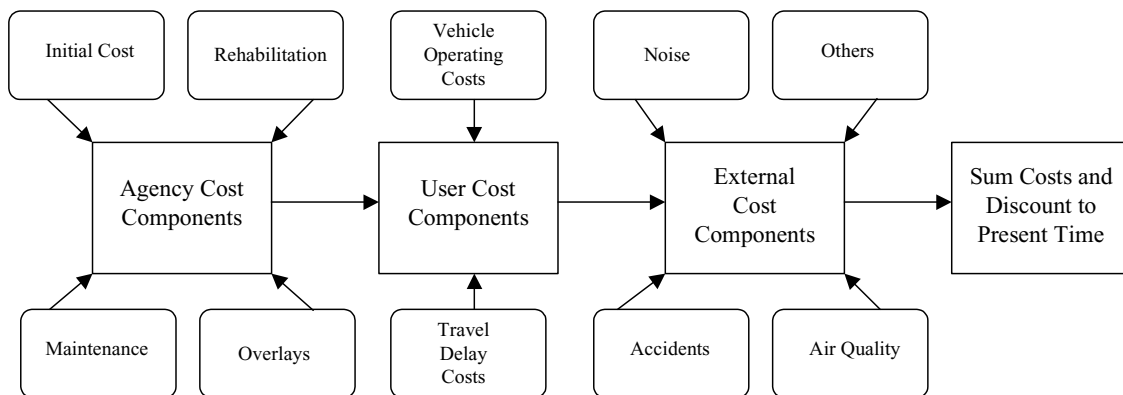 Initial Cost
Rehabilitation
Vehicle
Operating
Costs
Noise
Others
Agency Cost
Components
User Cost
Components
External
Cost
Components
Sum Costs and
Discount to
Present Time
Maintenance
Overlays
Travel
Delay
Costs
Accidents
Air Quality